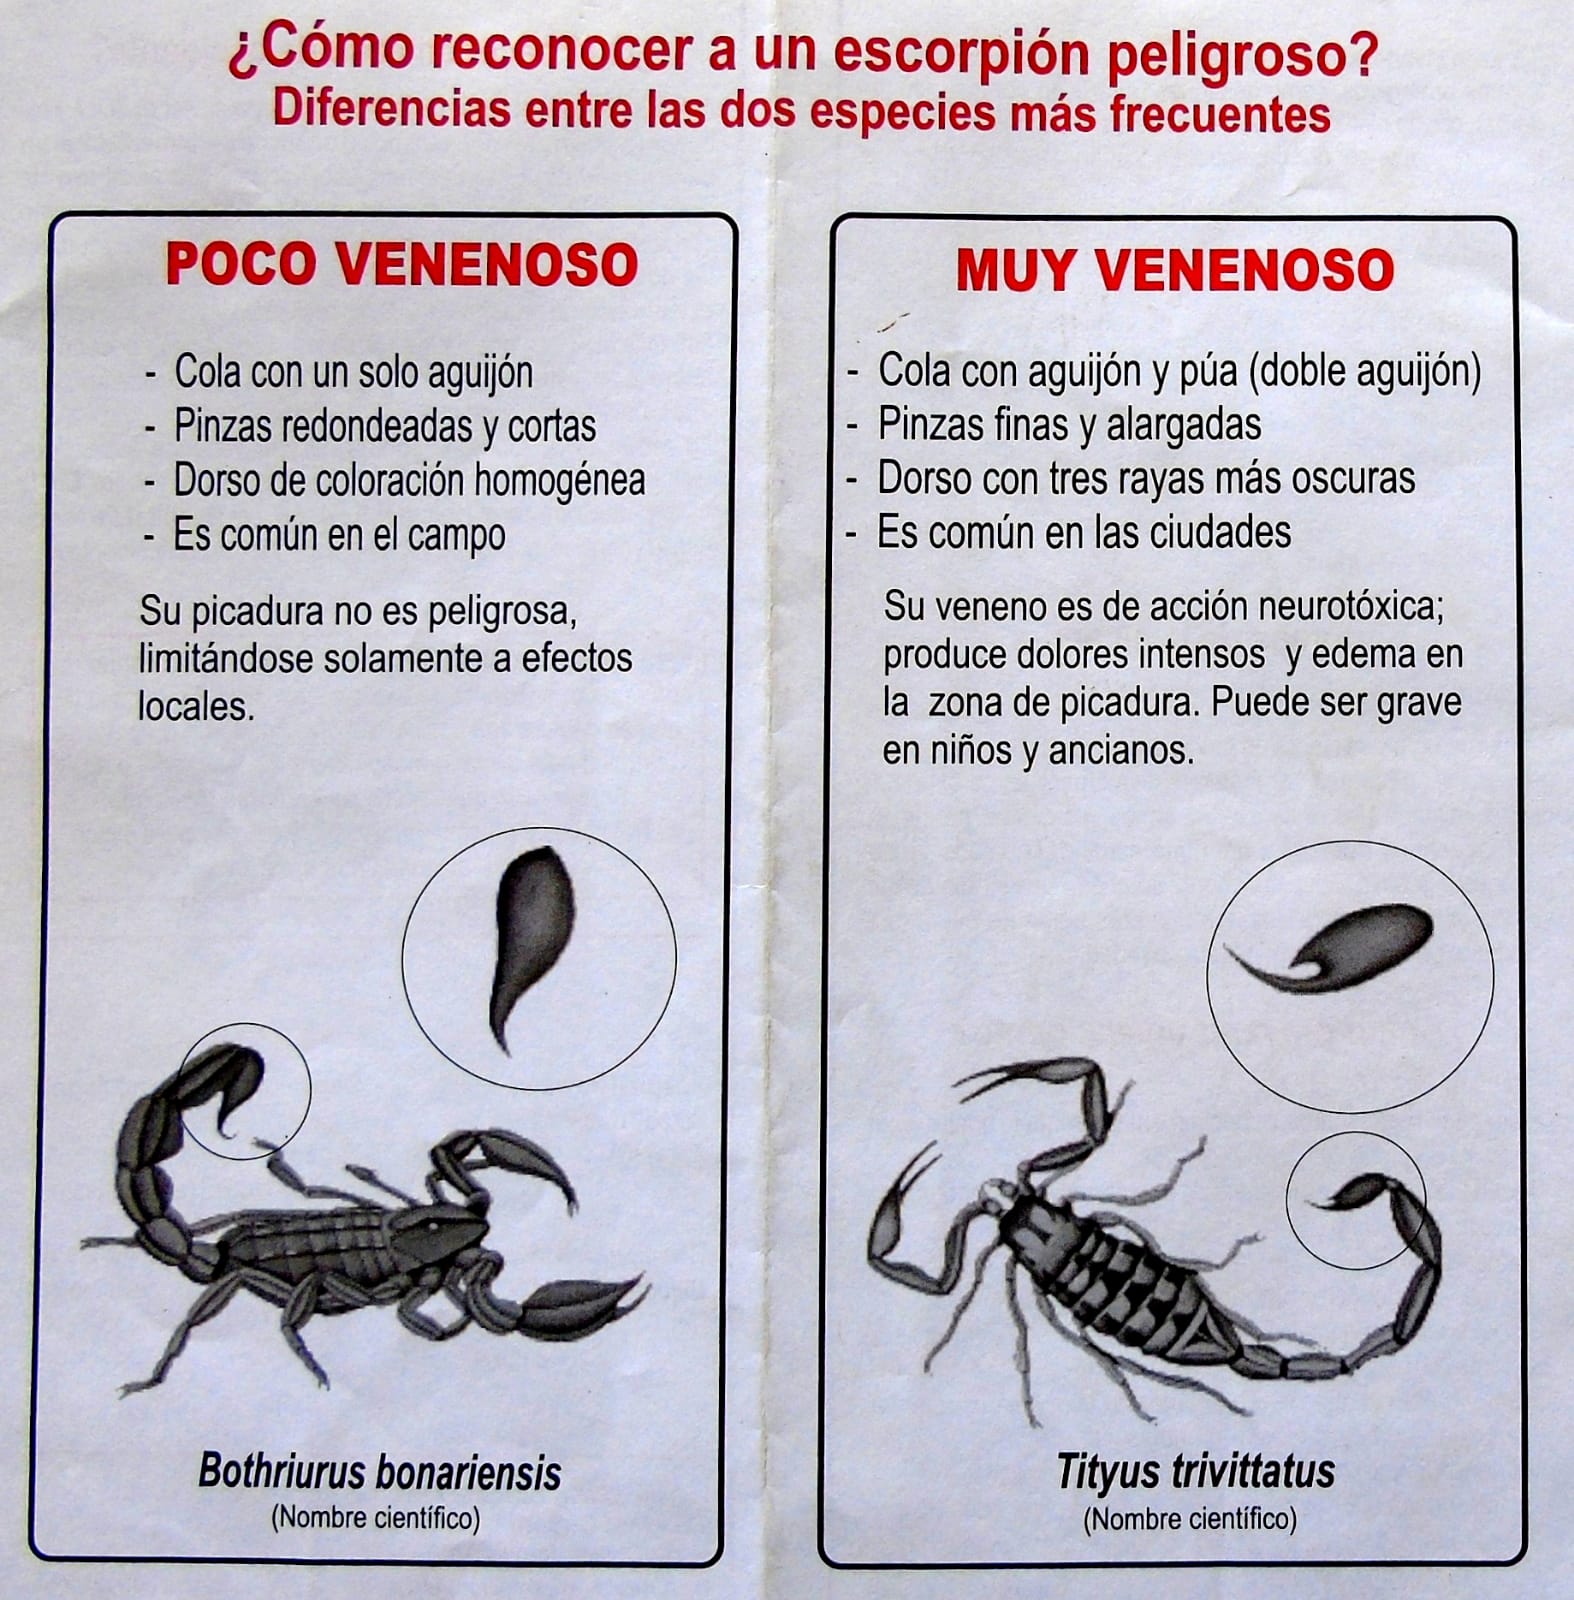 ¿Cómo reconocer a un escorpión peligroso?
Diferencias entre las dos especies más frecuentes
POCO VENENOSO
- Cola con un solo aguijón
- Pinzas redondeadas y cortas
- Dorso de coloración homogénea
- Es común en el campo
Su picadura no es peligrosa,
limitándose solamente a efectos
locales.
Bothriurus bonariensis
(Nombre científico)
MUY VENENOSO
- Cola con aguijón y púa (doble aguijón)
- Pinzas finas y alargadas
- Dorso con tres rayas más oscuras
- Es común en las ciudades
Su veneno es de acción neurotóxica;
produce dolores intensos y edema en
la zona de picadura. Puede ser grave
en niños y ancianos.
Tityus trivittatus
(Nombre científico)